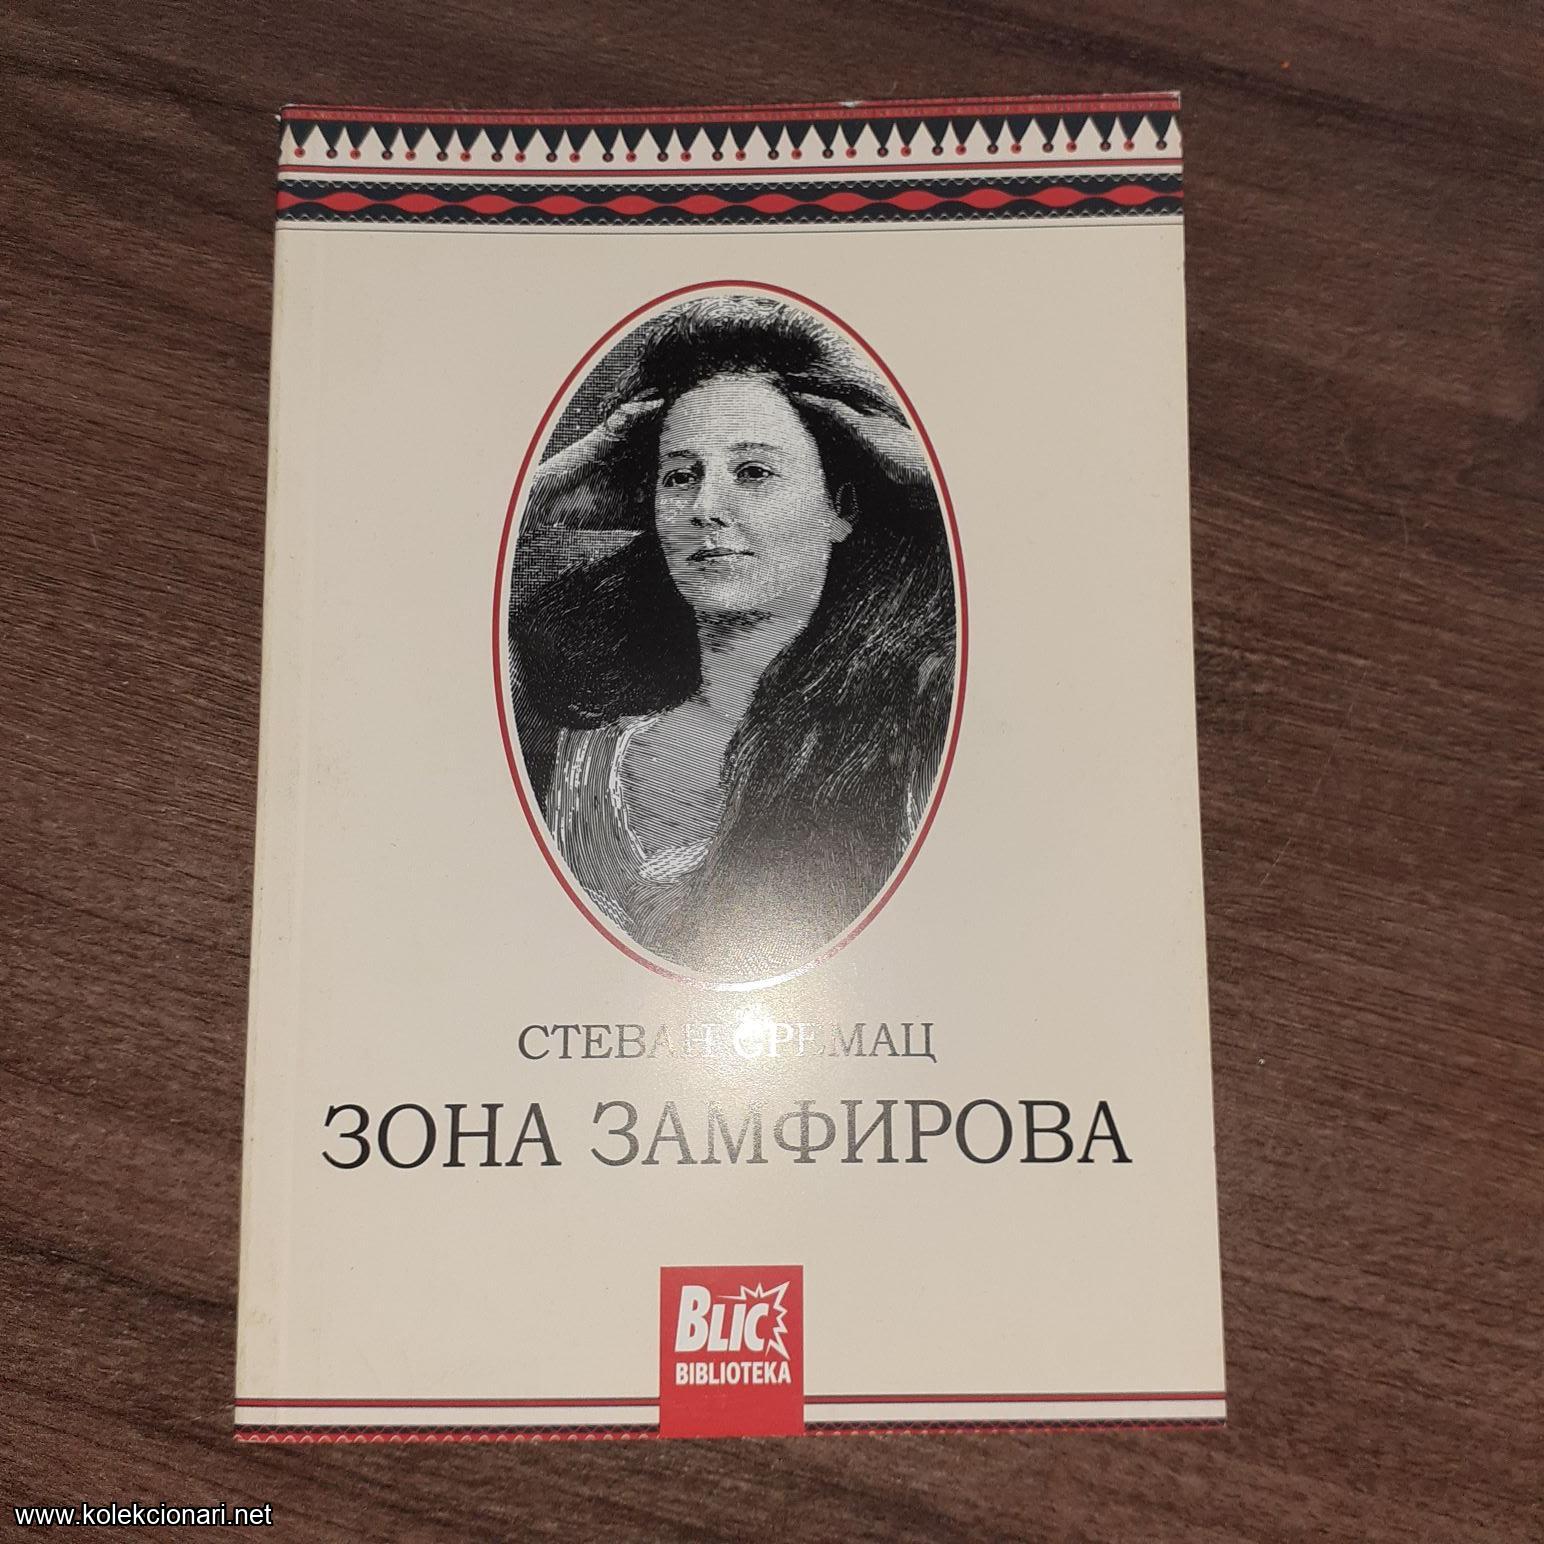 СТЕВАН СРЕМАЦ
ЗОНА ЗАМФИРОВА
BLIC
BIBLIOTEKA
www.kolekcionari.net